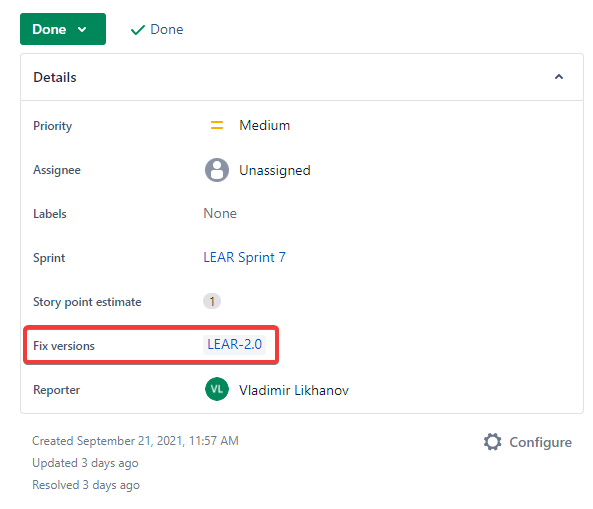 Done Done
Details
Priority Medium
Assignee Unassigned
Labels None
Sprint LEAR Sprint 7
Story point estimate 1
Fix versions LEAR-2.0
Reporter VL Vladimir Likhanov
Created September 21, 2021, 11:57 AM Configure
Updated 3 days ago
Resolved 3 days ago